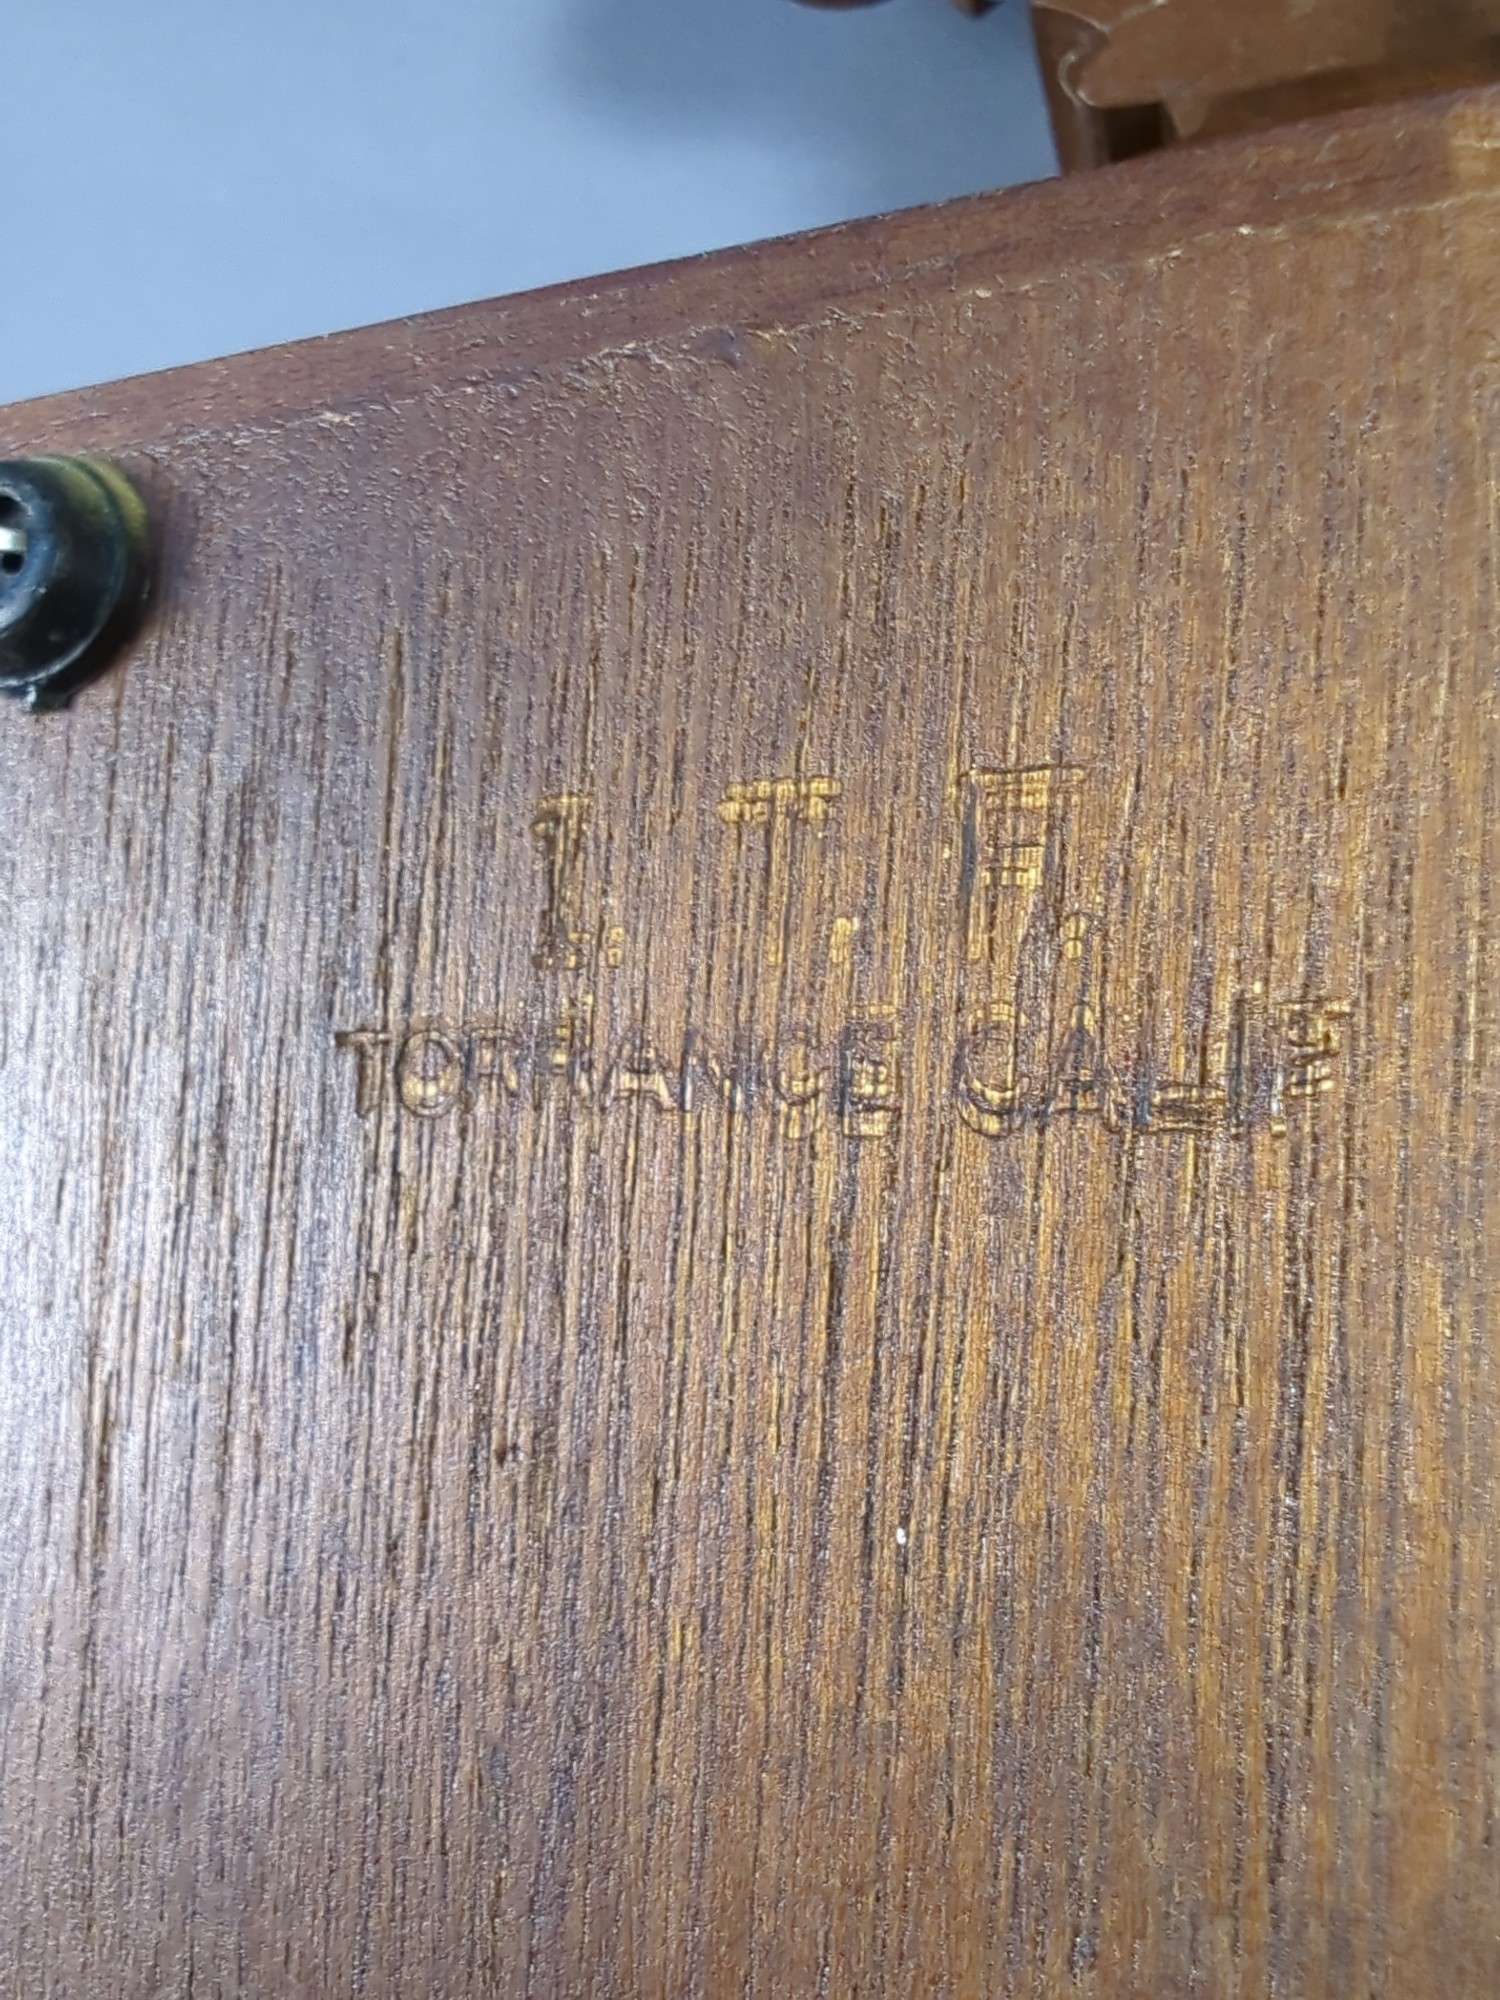 I. T. R.
TORRANCE CALIF.